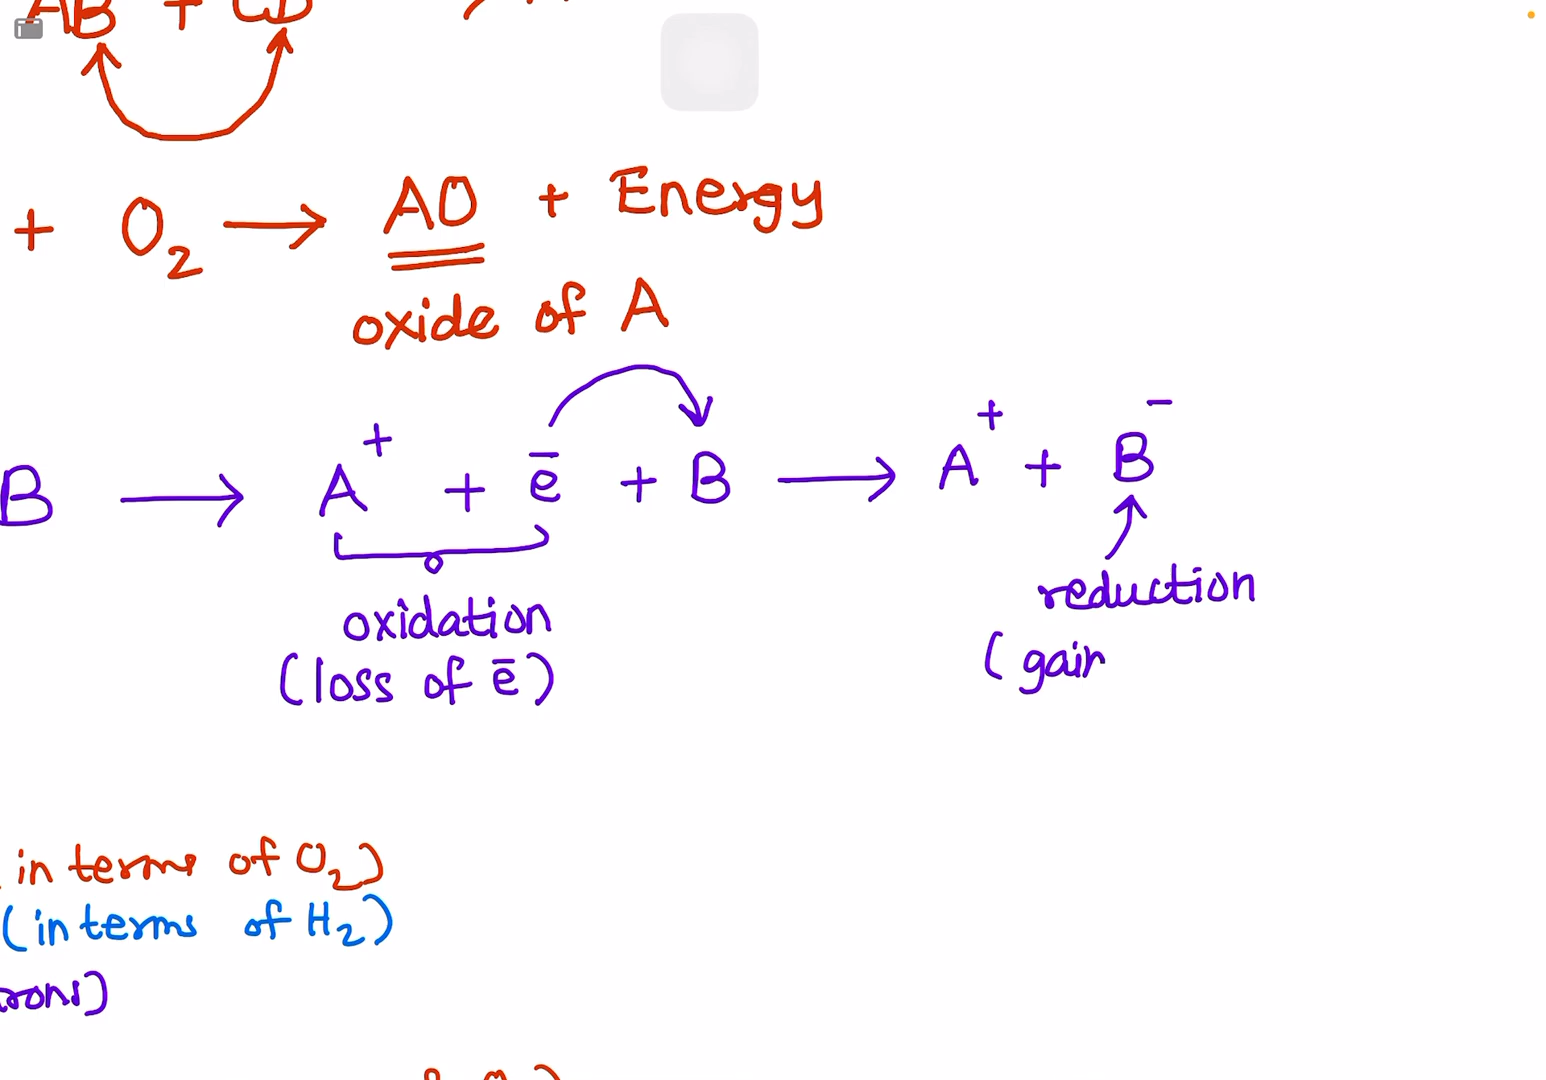 AB + CD
+ O₂ → AO + Energy
oxide of A
B → A⁺ + e̅ + B → A⁺ + B⁻
oxidation
reduction
(loss of e̅)
(gain
in terms of O₂)
(in terms of H₂)
rons)